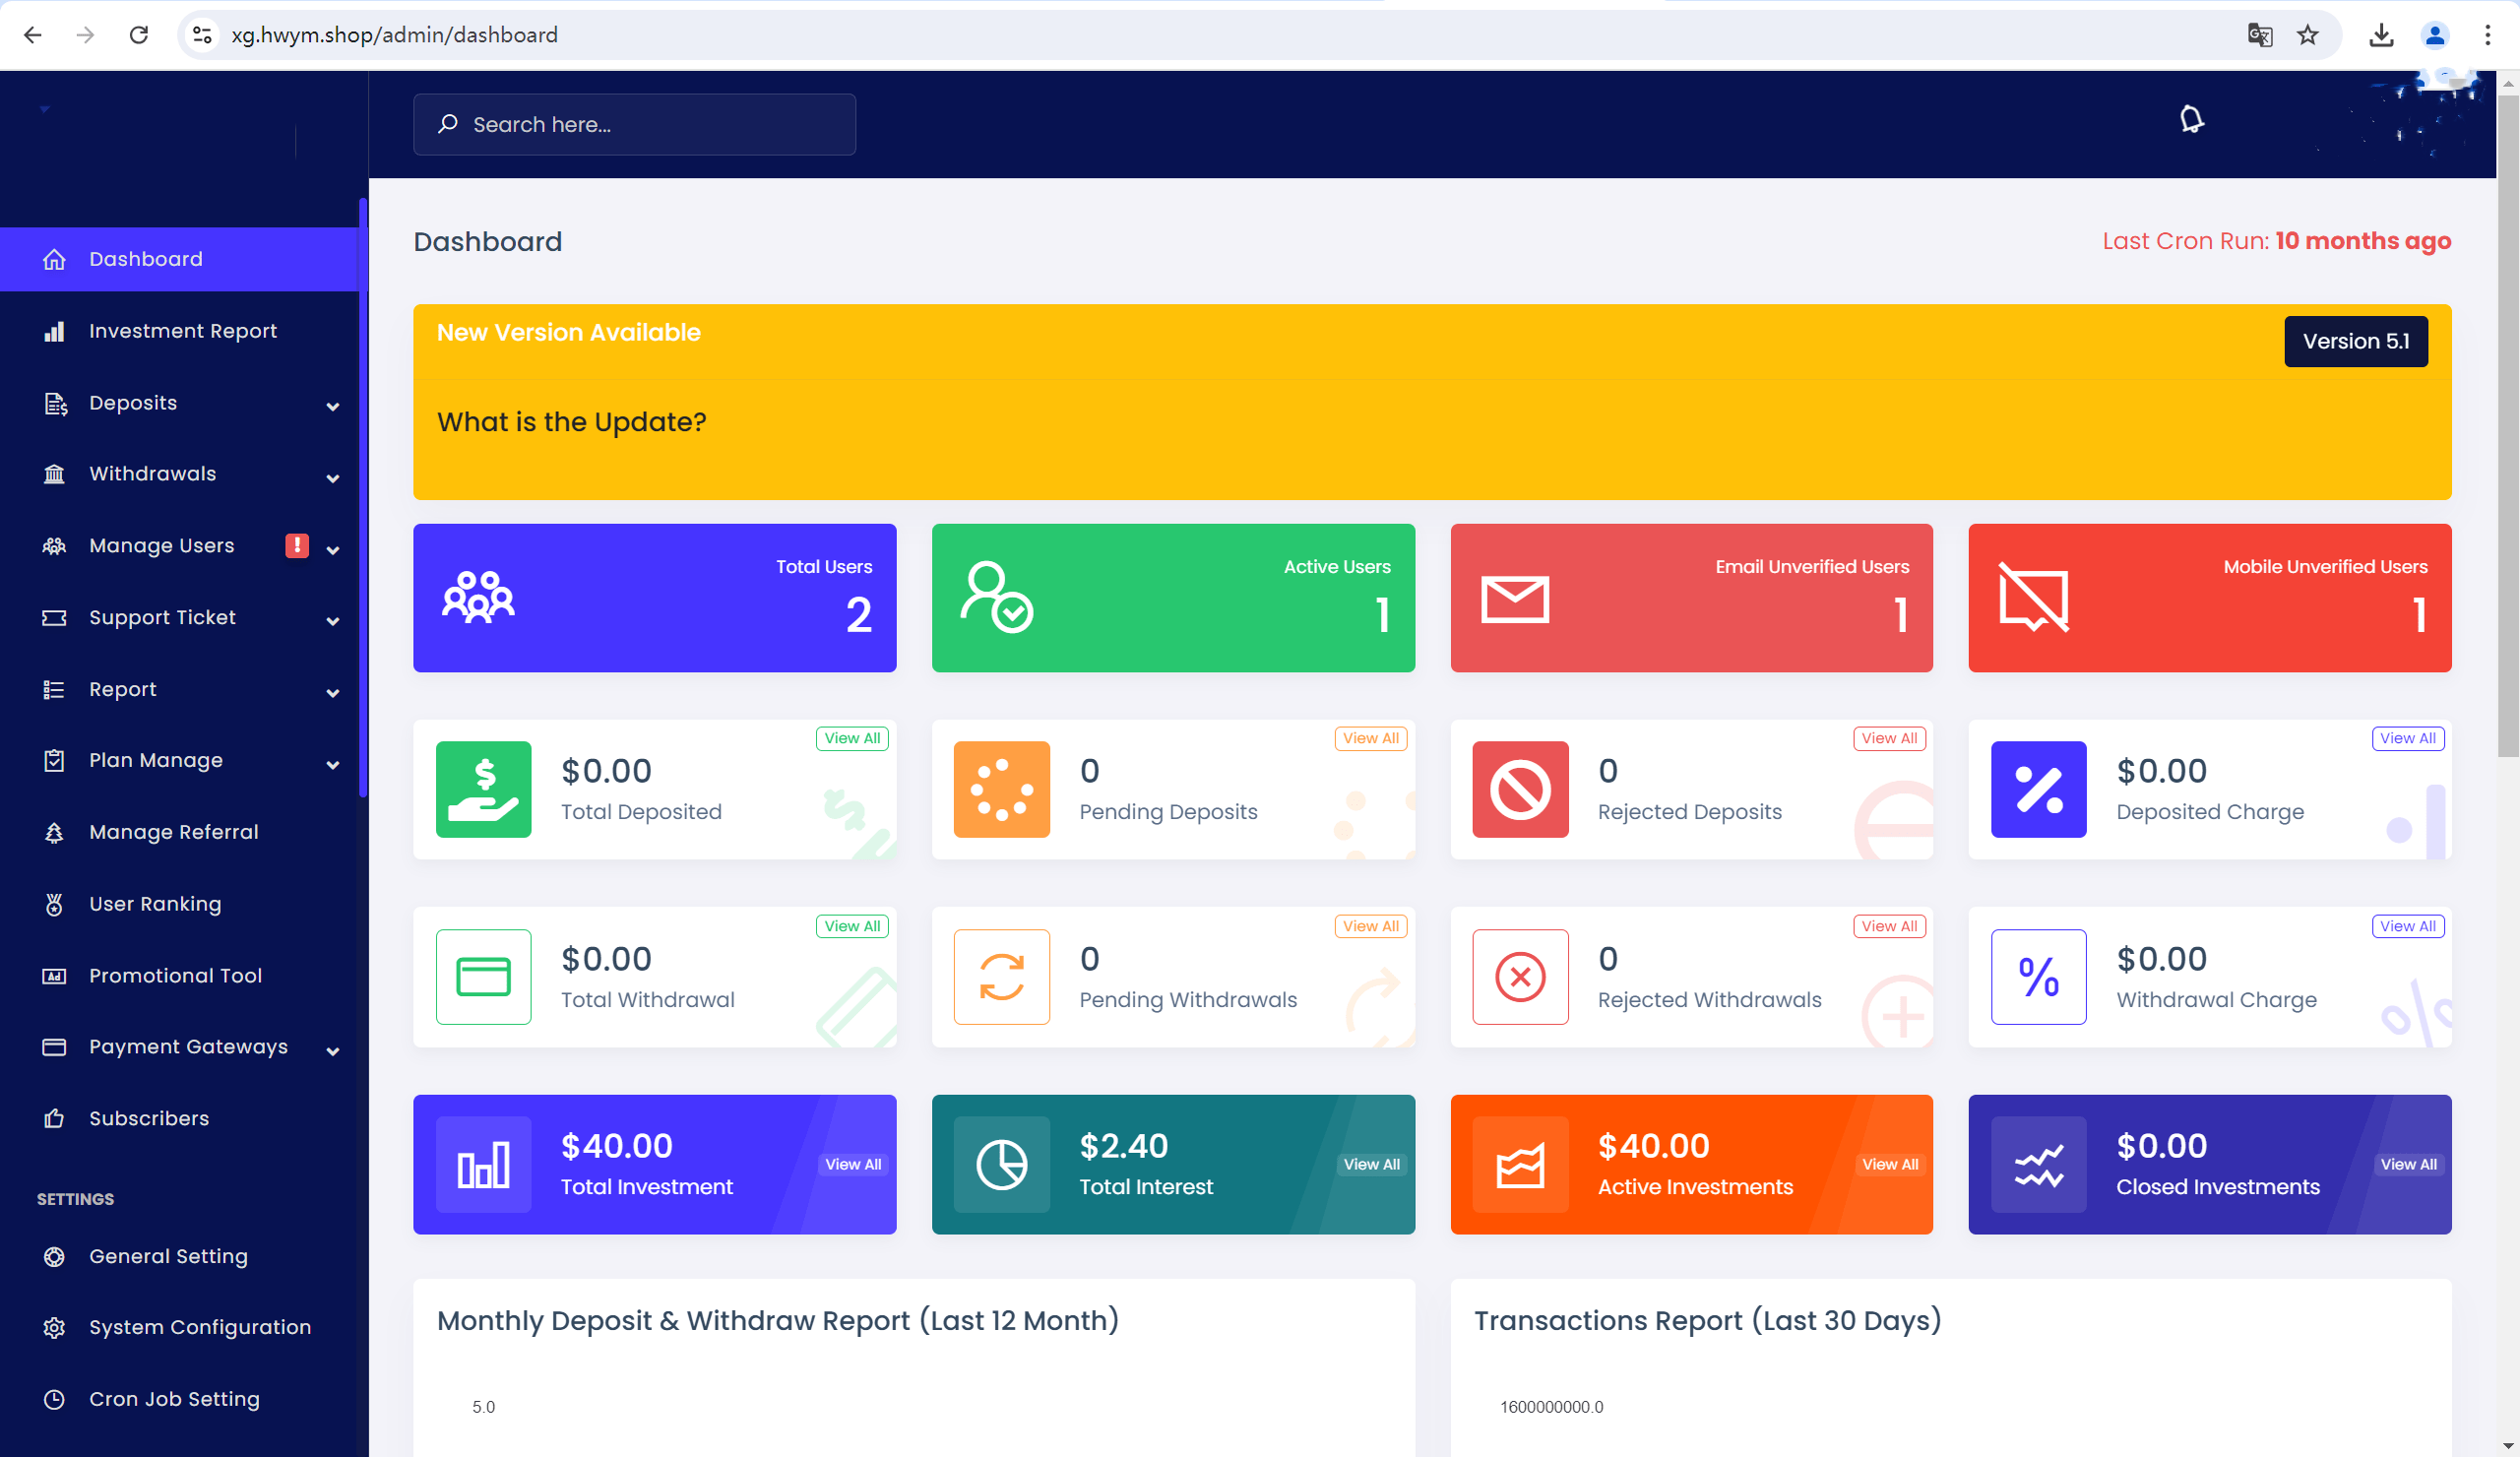 xg.hwym.shop/admin/dashboard
Search here...
Dashboard
Investment Report
Deposits
Withdrawals
Manage Users
Support Ticket
Report
Plan Manage
Manage Referral
User Ranking
Ad
Promotional Tool
Payment Gateways
Subscribers
SETTINGS
General Setting
System Configuration
Cron Job Setting
Dashboard
Last Cron Run: 10 months ago
New Version Available
Version 5.1
What is the Update?
Total Users
2
Active Users
1
Email Unverified Users
1
Mobile Unverified Users
1
View All
$0.00
Total Deposited
View All
0
Pending Deposits
View All
0
Rejected Deposits
View All
$0.00
Deposited Charge
View All
$0.00
Total Withdrawal
View All
0
Pending Withdrawals
View All
0
Rejected Withdrawals
View All
$0.00
Withdrawal Charge
$40.00
Total Investment
View All
$2.40
Total Interest
View All
$40.00
Active Investments
View All
$0.00
Closed Investments
View All
Monthly Deposit & Withdraw Report (Last 12 Month)
5.0
Transactions Report (Last 30 Days)
1600000000.0